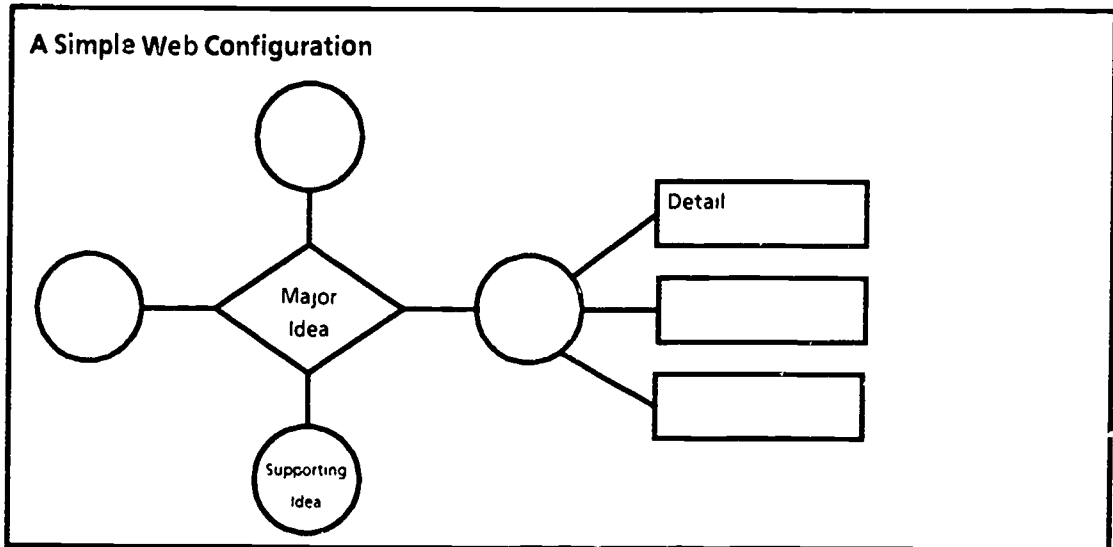 A Simple Web Configuration
Detail
Major
Idea
Supporting
Idea